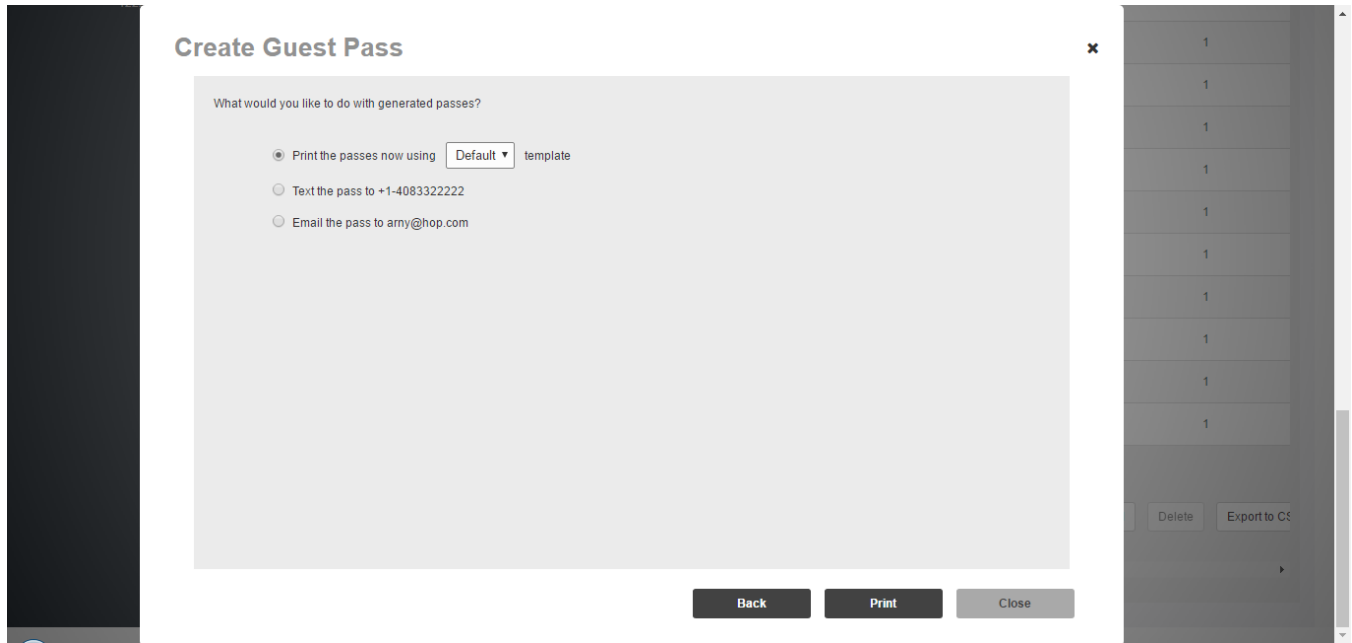 Create Guest Pass
What would you like to do with generated passes?
Print the passes now using Default template
Text the pass to +1-4083322222
Email the pass to arny@hop.com
Back Print Close
1
1
1
1
1
1
1
1
1
1
Delete Export to CS